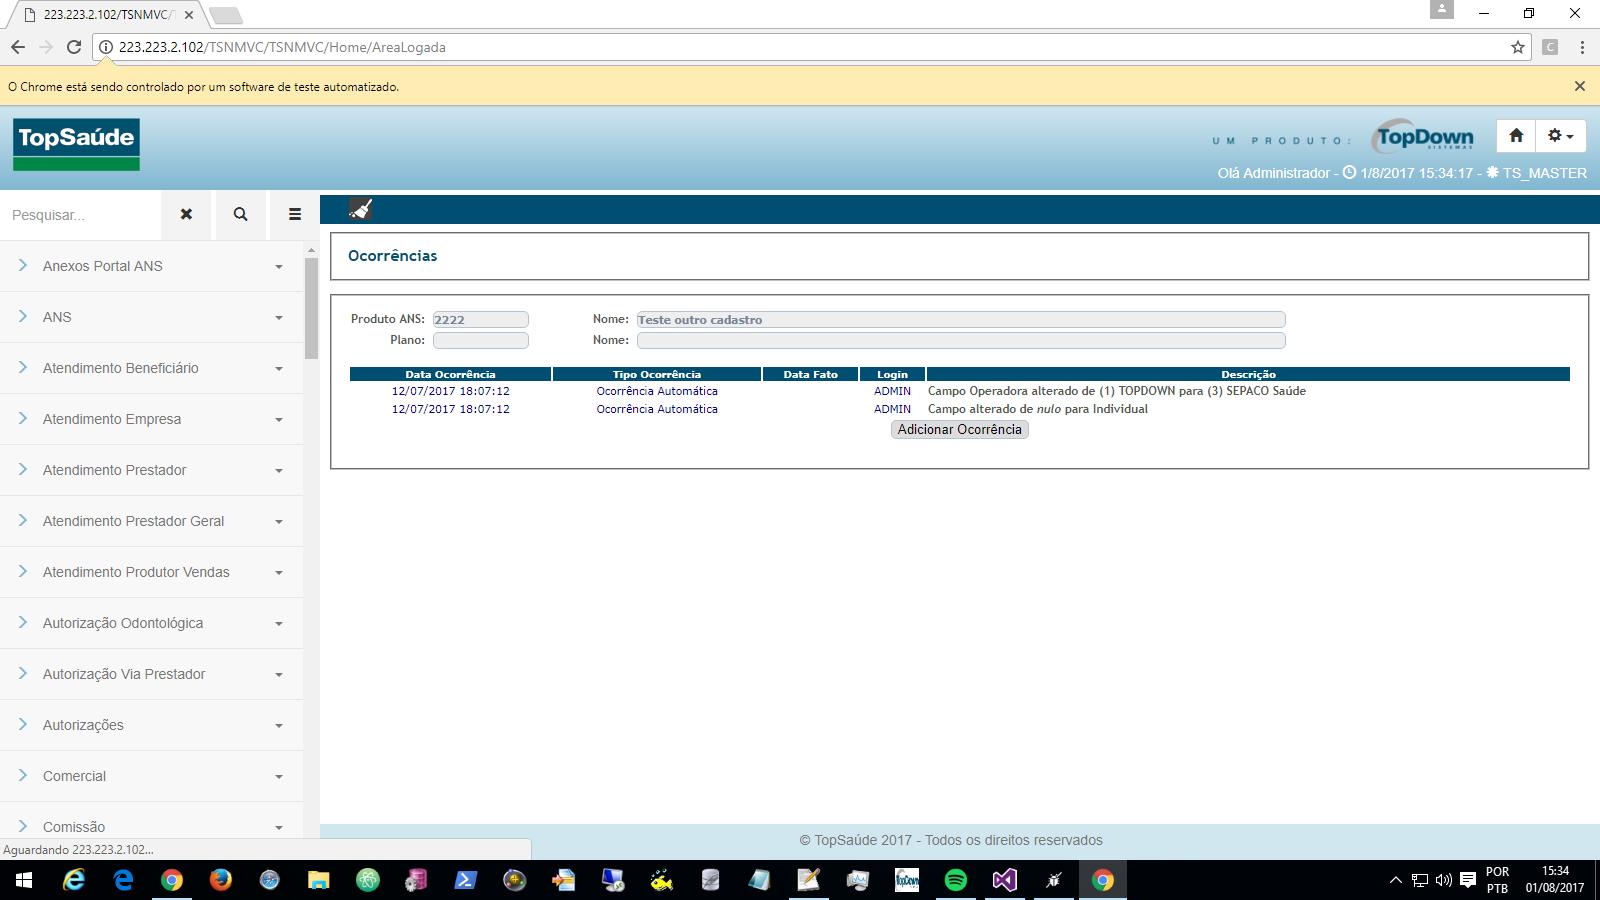 223.223.2.102/TSNMVC/
223.223.2.102/TSNMVC/TSNMVC/Home/AreaLogada
C
O Chrome está sendo controlado por um software de teste automatizado.
TopSaúde
UM PRODUTO:
TopDown
SISTEMAS
Olá Administrador - 1/8/2017 15:34:17 - TS_MASTER
Pesquisar...
Anexos Portal ANS
ANS
Atendimento Beneficiário
Atendimento Empresa
Atendimento Prestador
Atendimento Prestador Geral
Atendimento Produtor Vendas
Autorização Odontológica
Autorização Via Prestador
Autorizações
Comercial
Comissão
Ocorrências
Produto ANS: 2222 Nome: Teste outro cadastro
Plano: Nome:
Data Ocorrência Tipo Ocorrência Data Fato Login Descrição
12/07/2017 18:07:12 Ocorrência Automática ADMIN Campo Operadora alterado de (1) TOPDOWN para (3) SEPACO Saúde
12/07/2017 18:07:12 Ocorrência Automática ADMIN Campo alterado de nulo para Individual
Adicionar Ocorrência
© TopSaúde 2017 - Todos os direitos reservados
Aguardando 223.223.2.102...
TopDown
POR
PTB
15:34
01/08/2017